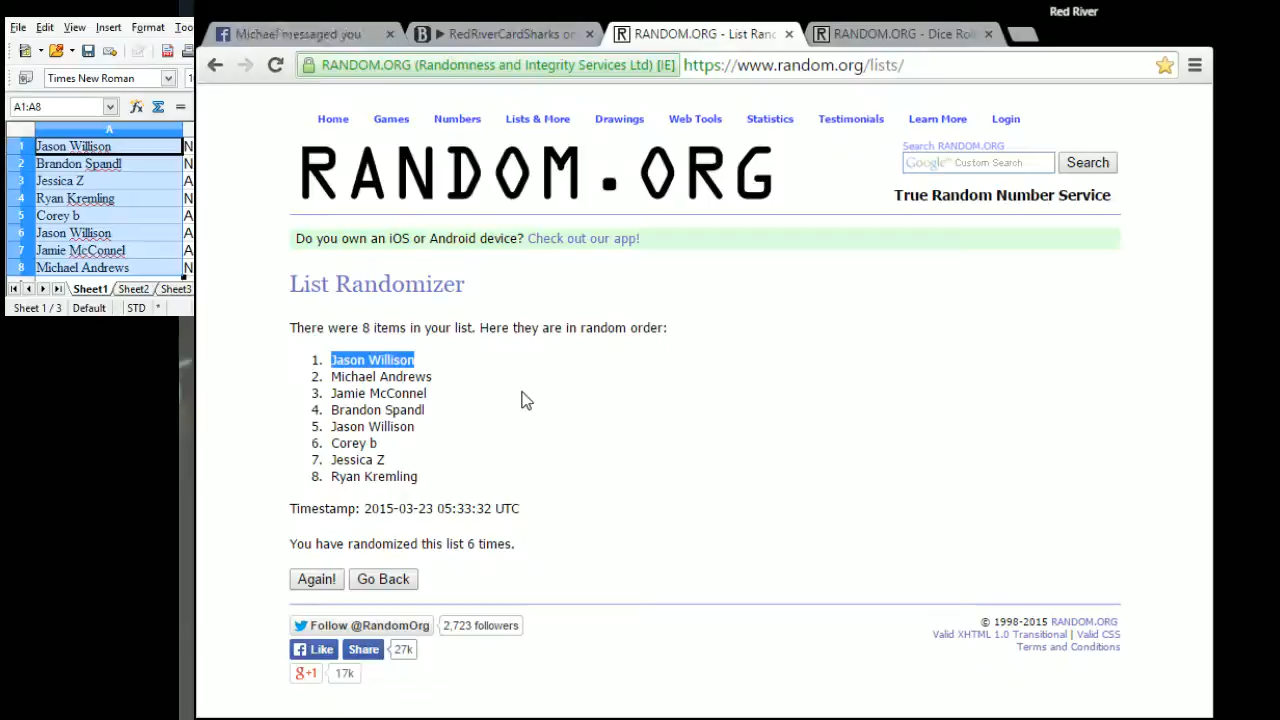 Red River
File Edit View Insert Format Too
Times New Roman
A1:A8
A
1 Jason Willison N
2 Brandon Spandl N
3 Jessica Z A
4 Ryan Kremling N
5 Corey b A
6 Jason Willison A
7 Jamie McConnel A
8 Michael Andrews N
Sheet1 Sheet2 Sheet3
Sheet 1 / 3 Default STD *
Michael messaged you
RedRiverCardSharks on
RANDOM.ORG - List Ran
RANDOM.ORG - Dice Rol
RANDOM.ORG (Randomness and Integrity Services Ltd) [IE] https://www.random.org/lists/
Home Games Numbers Lists & More Drawings Web Tools Statistics Testimonials Learn More Login
RANDOM.ORG
Search RANDOM.ORG
Google Custom Search Search
True Random Number Service
Do you own an iOS or Android device? Check out our app!
List Randomizer
There were 8 items in your list. Here they are in random order:
1. Jason Willison
2. Michael Andrews
3. Jamie McConnel
4. Brandon Spandl
5. Jason Willison
6. Corey b
7. Jessica Z
8. Ryan Kremling
Timestamp: 2015-03-23 05:33:32 UTC
You have randomized this list 6 times.
Again! Go Back
Follow @RandomOrg 2,723 followers
Like Share 27k
g+1 17k
© 1998-2015 RANDOM.ORG
Valid XHTML 1.0 Transitional | Valid CSS
Terms and Conditions